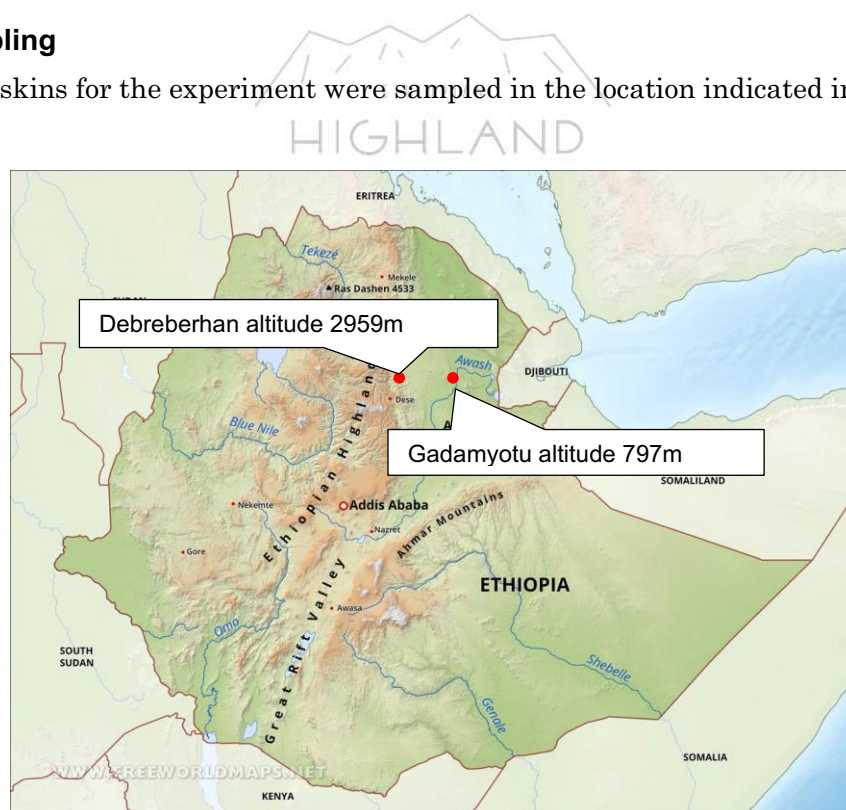 pling
skins for the experiment were sampled in the location indicated in
HIGHLAND
ERITREA
Tekezé
Mekele
Ras Dashen 4533
Debreberhan altitude 2959m
Awash
DJIBOUTI
Dese
Blue Nile
Ethiopian Highland
A
Gadamyotu altitude 797m
SOMALILAND
Nekemte
Addis Ababa
Nazret
Ahmar Mountains
Gore
ETHIOPIA
Great Rift Valley
Awasa
Omo
SOUTH
SUDAN
Shebelle
Genale
SOMALIA
WWW.FREEWORLDMAPS.NET
KENYA